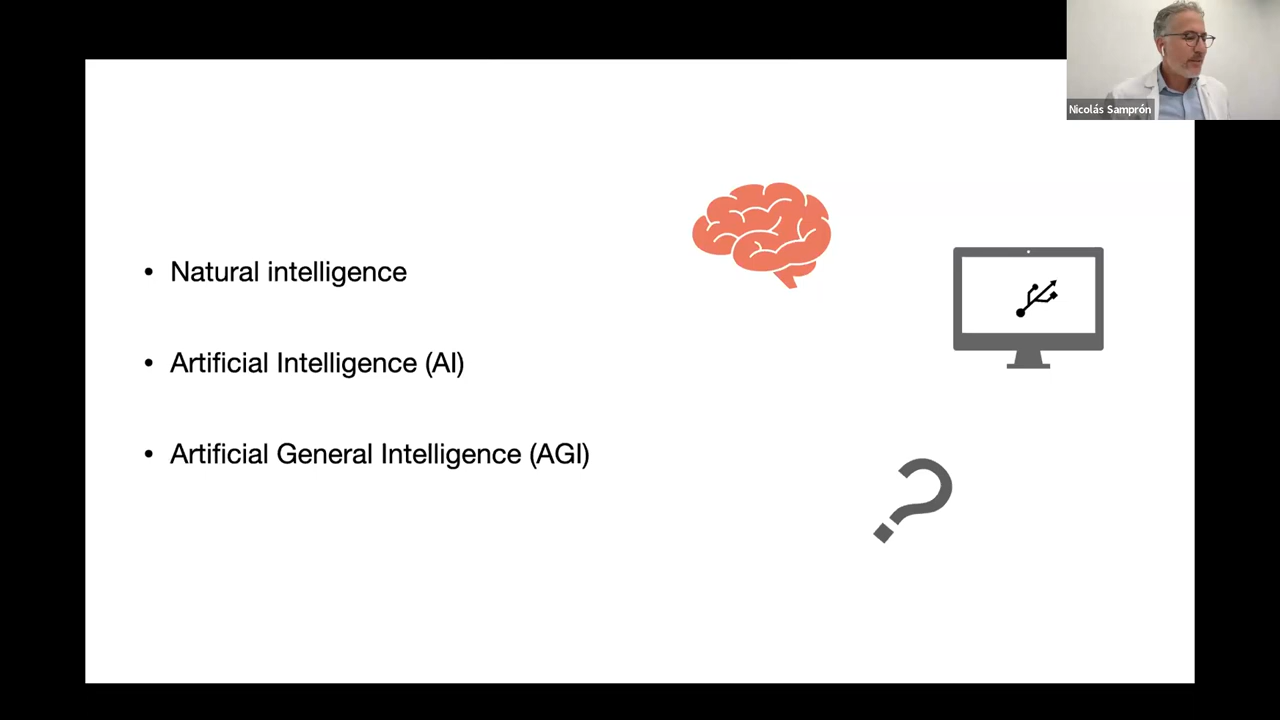 Nicolás Samprón
• Natural intelligence
• Artificial Intelligence (AI)
• Artificial General Intelligence (AGI)
?